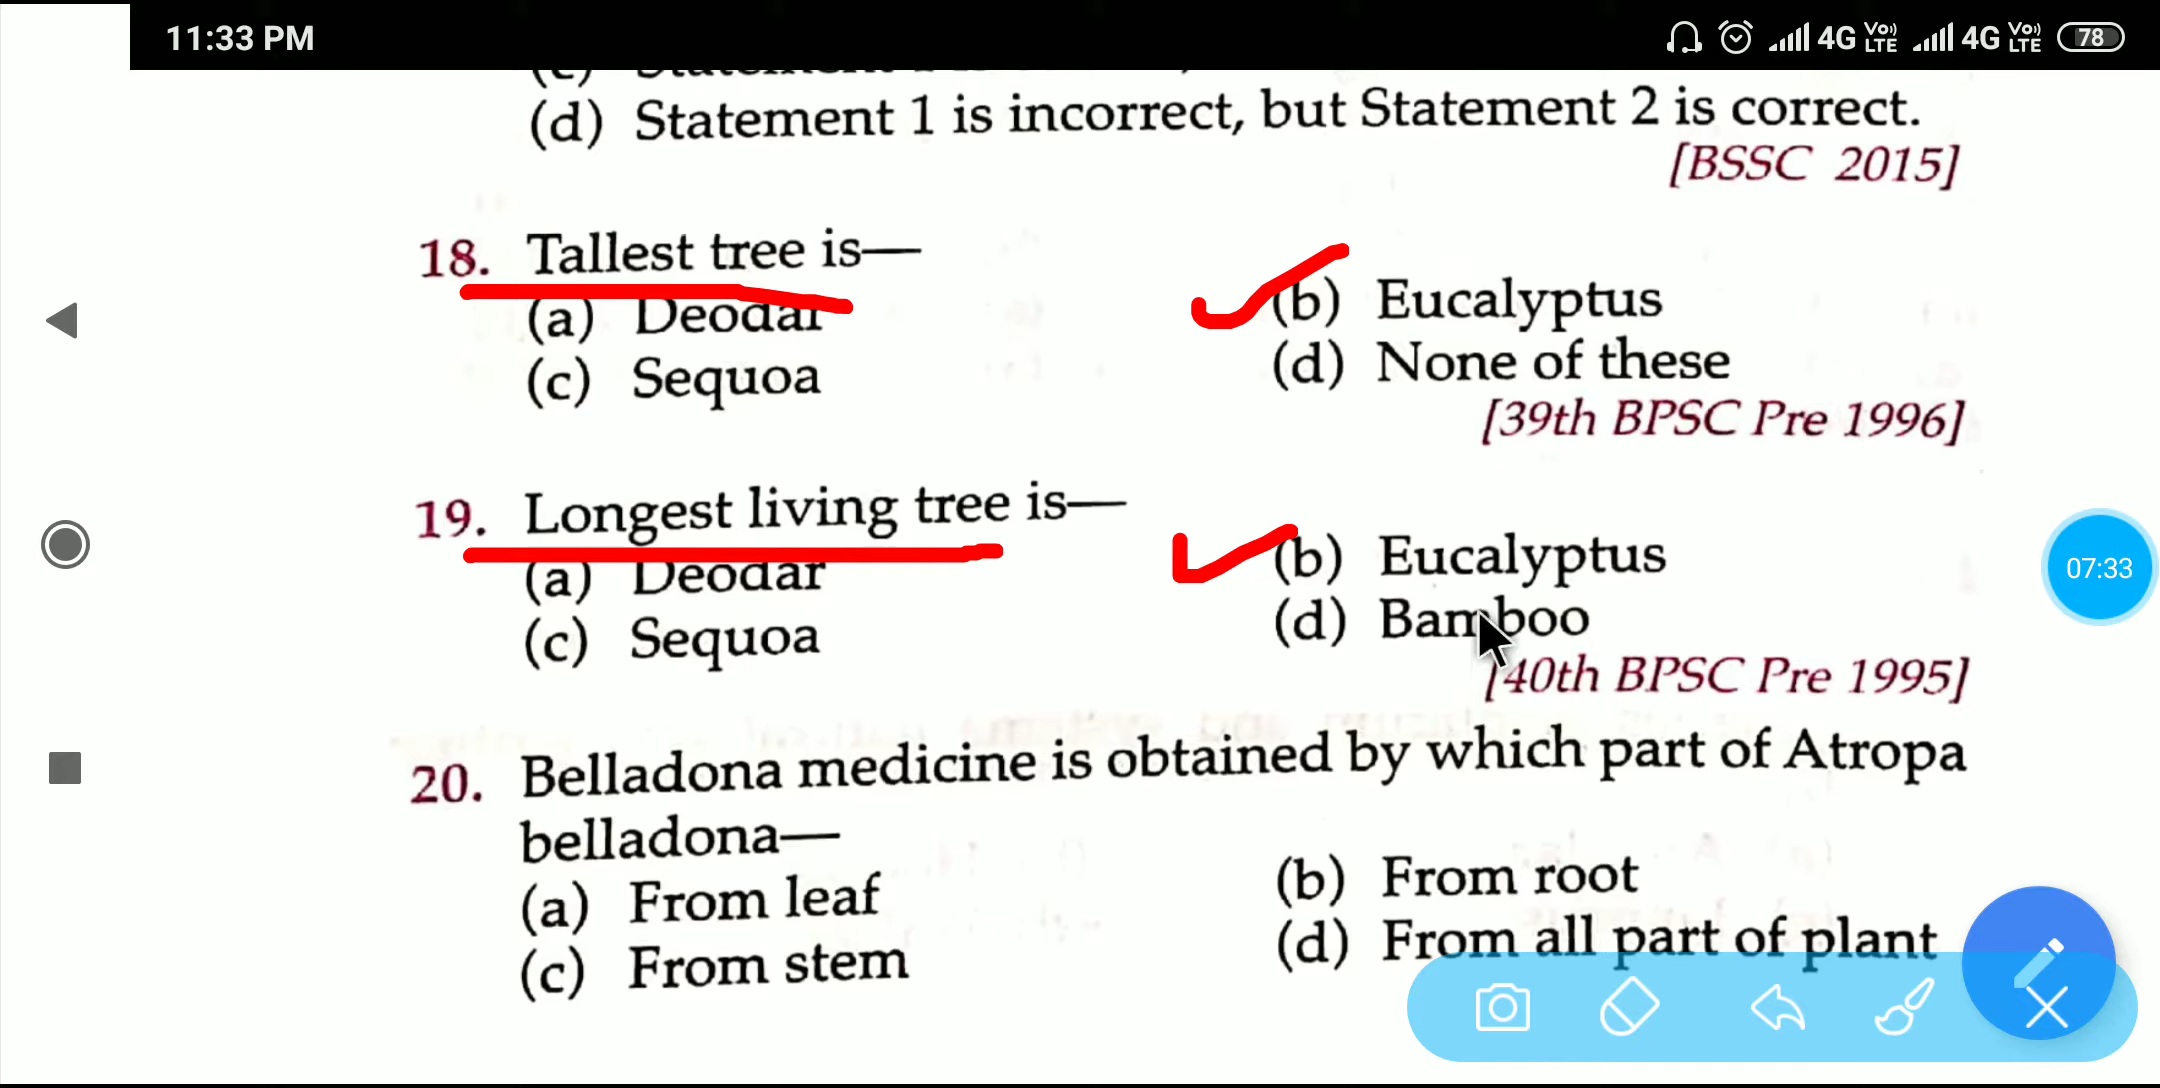 11:33 PM 4G VoLTE 4G VoLTE 78
(d) Statement 1 is incorrect, but Statement 2 is correct.
[BSSC 2015]
18. Tallest tree is—
(a) Deodar (b) Eucalyptus
(c) Sequoa (d) None of these
[39th BPSC Pre 1996]
19. Longest living tree is—
(a) Deodar (b) Eucalyptus
(c) Sequoa (d) Bamboo
[40th BPSC Pre 1995]
07:33
20. Belladona medicine is obtained by which part of Atropa
belladona—
(a) From leaf (b) From root
(c) From stem (d) From all part of plant